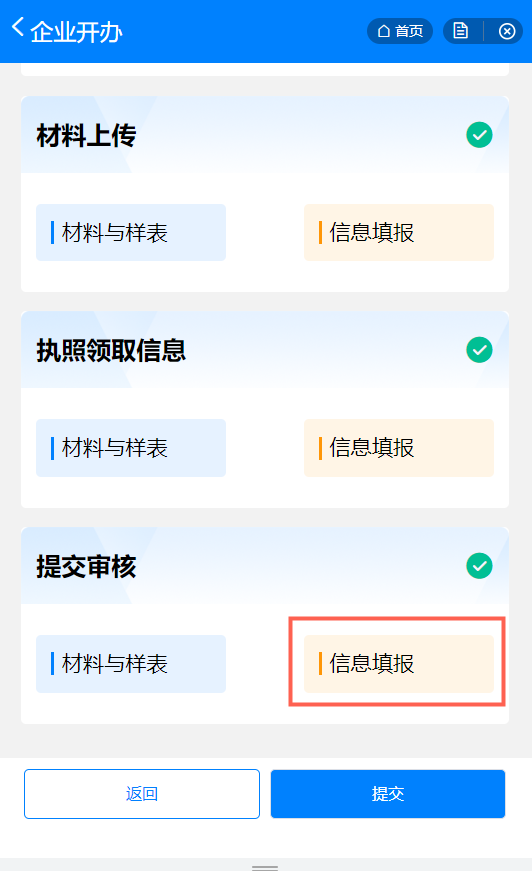 企业开办
首页
材料上传
材料与样表
信息填报
执照领取信息
材料与样表
信息填报
提交审核
材料与样表
信息填报
返回
提交